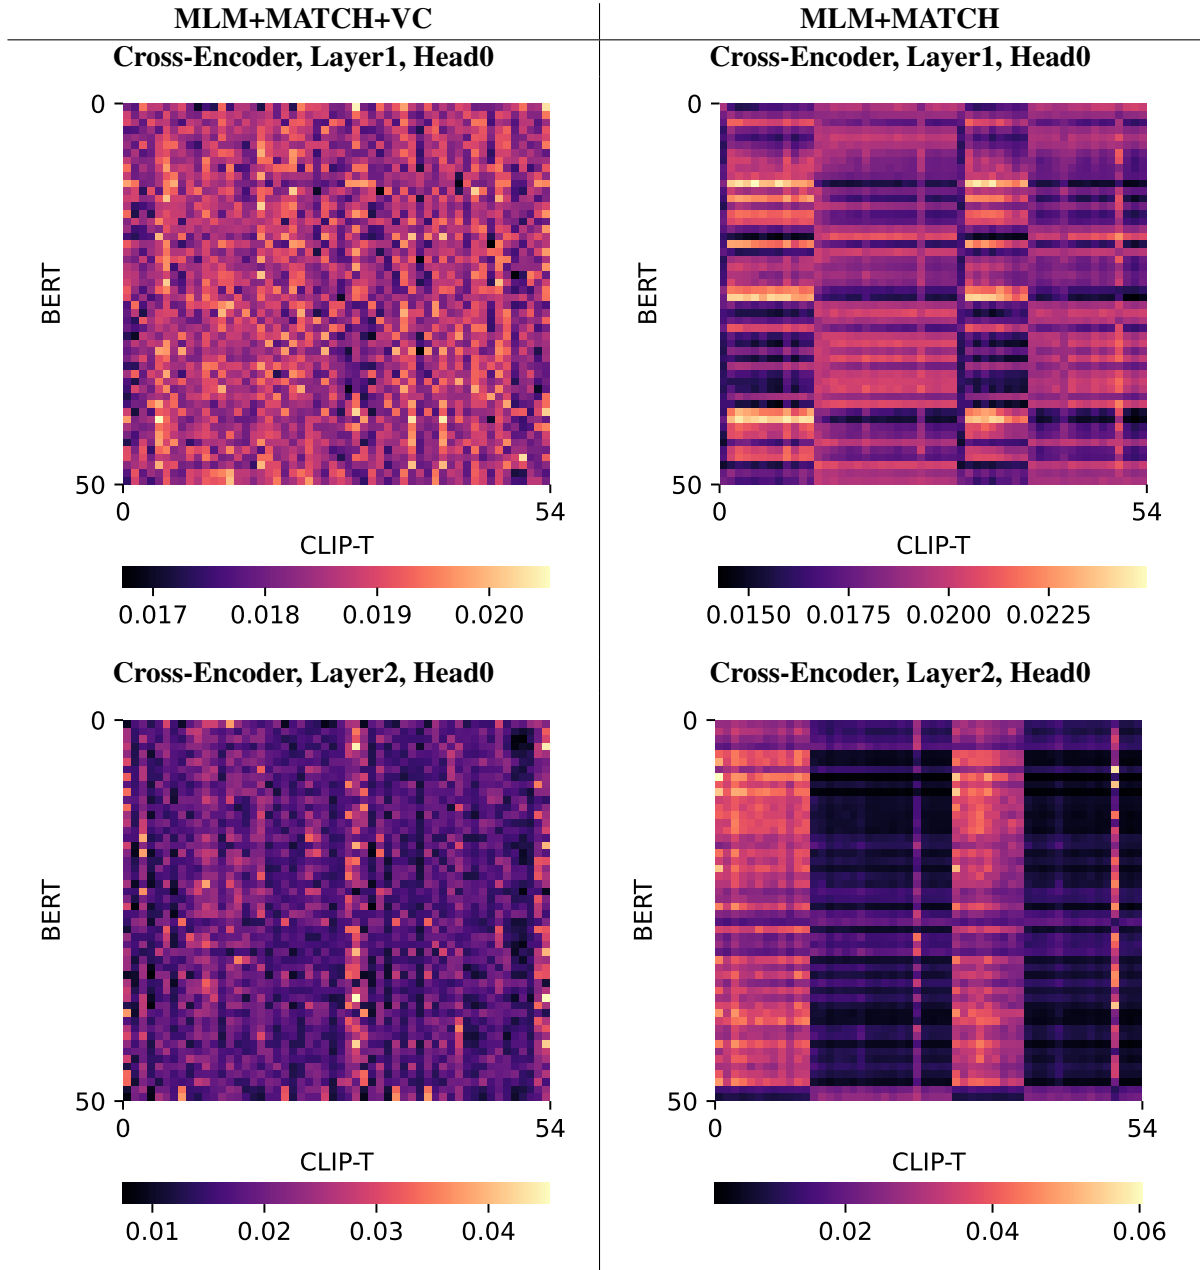 MLM+MATCH+VC
MLM+MATCH
Cross-Encoder, Layer1, Head0
Cross-Encoder, Layer1, Head0
0
BERT
50
0 54
CLIP-T
0.017 0.018 0.019 0.020
0
BERT
50
0 54
CLIP-T
0.0150 0.0175 0.0200 0.0225
Cross-Encoder, Layer2, Head0
Cross-Encoder, Layer2, Head0
0
BERT
50
0 54
CLIP-T
0.01 0.02 0.03 0.04
0
BERT
50
0 54
CLIP-T
0.02 0.04 0.06